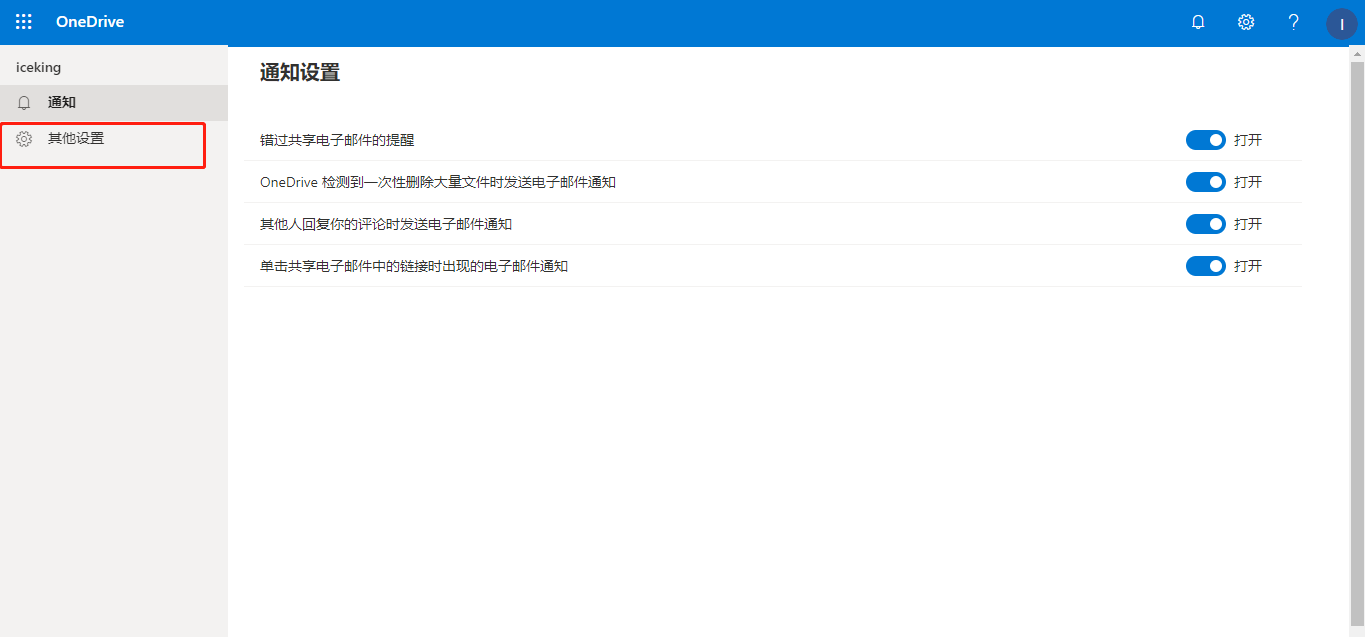 OneDrive
I
iceking
通知
其他设置
通知设置
错过共享电子邮件的提醒 打开
OneDrive 检测到一次性删除大量文件时发送电子邮件通知 打开
其他人回复你的评论时发送电子邮件通知 打开
单击共享电子邮件中的链接时出现的电子邮件通知 打开